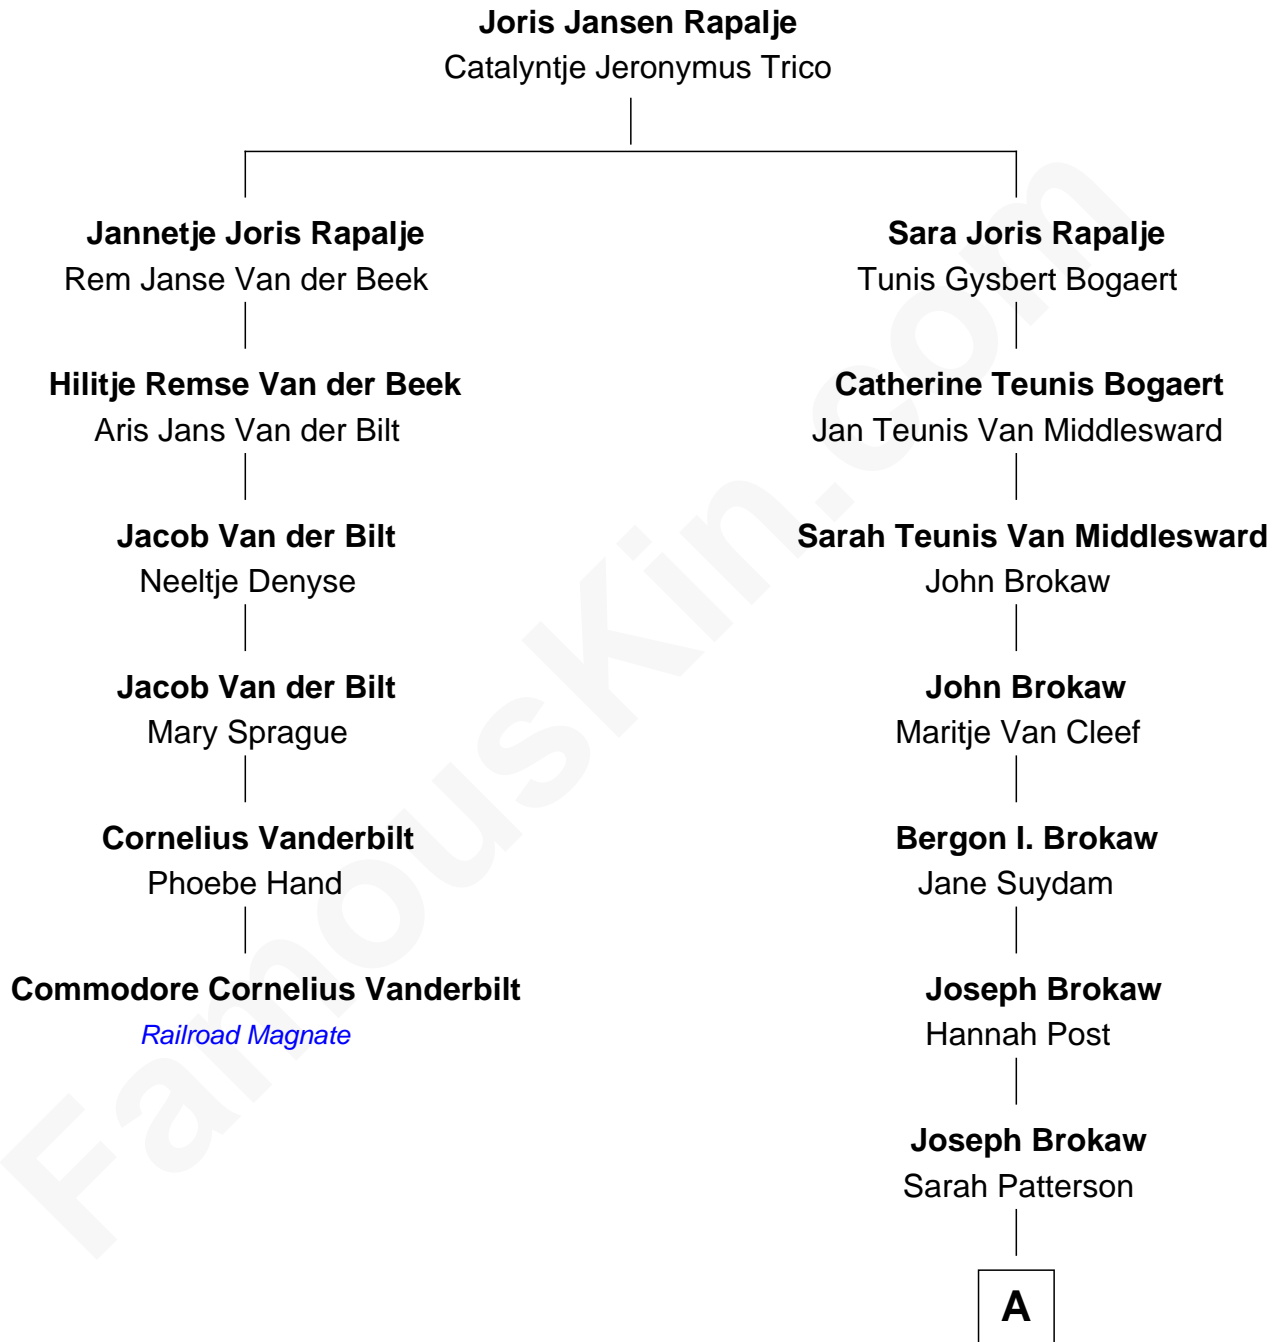 Joris Jansen Rapalje
Catalyntje Jeronymus Trico
Jannetje Joris Rapalje
Rem Janse Van der Beek
Hilitje Remse Van der Beek
Aris Jans Van der Bilt
Jacob Van der Bilt
Neeltje Denyse
Jacob Van der Bilt
Mary Sprague
Cornelius Vanderbilt
Phoebe Hand
Commodore Cornelius Vanderbilt
Railroad Magnate
Sara Joris Rapalje
Tunis Gysbert Bogaert
Catherine Teunis Bogaert
Jan Teunis Van Middlesward
Sarah Teunis Van Middlesward
John Brokaw
John Brokaw
Maritje Van Cleef
Bergon I. Brokaw
Jane Suydam
Joseph Brokaw
Hannah Post
Joseph Brokaw
Sarah Patterson
A
FamousKin.com